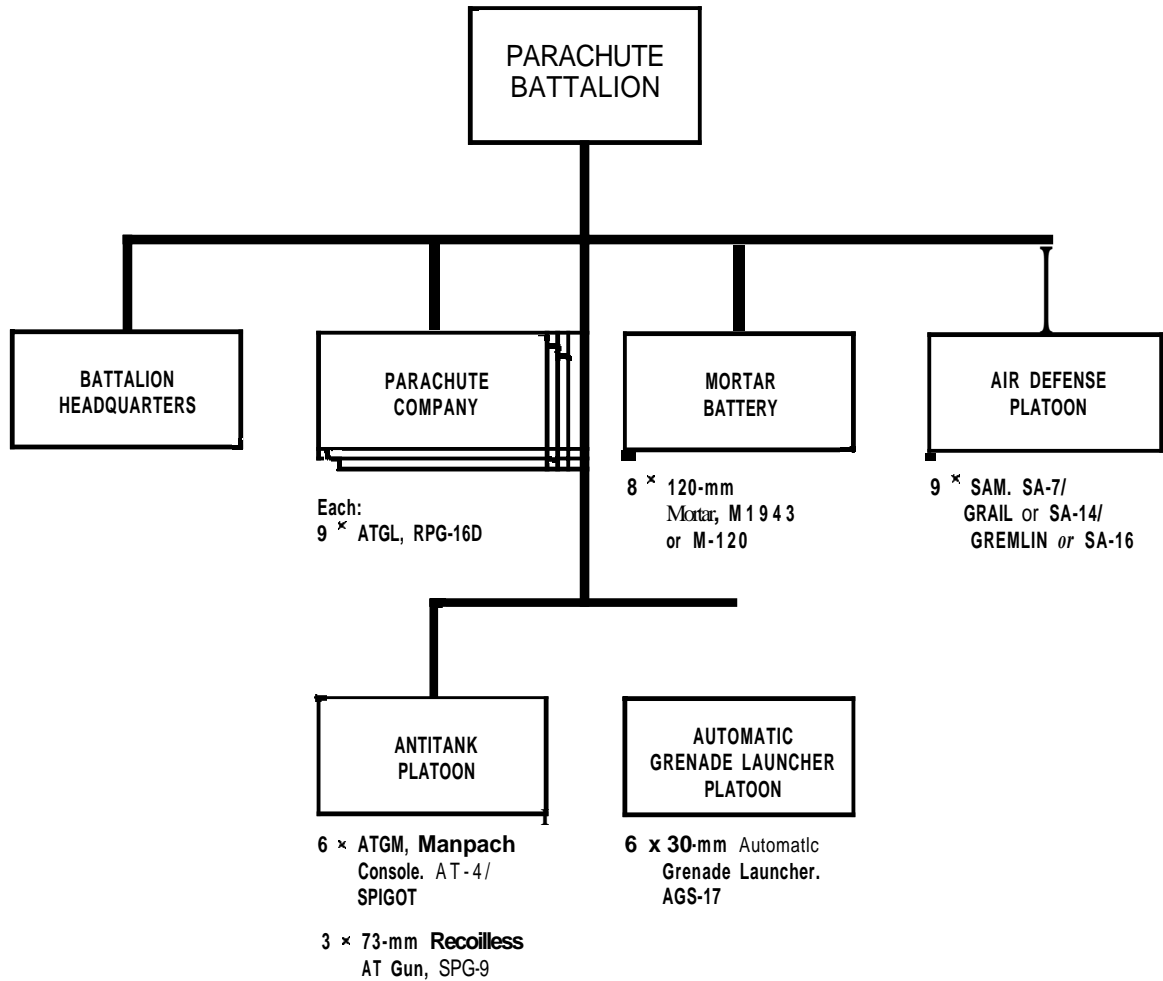 PARACHUTE
BATTALION
BATTALION
HEADQUARTERS
PARACHUTE
COMPANY
Each:
9 × ATGL, RPG-16D
MORTAR
BATTERY
8 × 120-mm
Mortar, M1943
or M-120
AIR DEFENSE
PLATOON
9 × SAM. SA-7/
GRAIL or SA-14/
GREMLIN or SA-16
ANTITANK
PLATOON
6 × ATGM, Manpach
Console. AT-4/
SPIGOT
3 × 73-mm Recoilless
AT Gun, SPG-9
AUTOMATIC
GRENADE LAUNCHER
PLATOON
6 x 30-mm Automatlc
Grenade Launcher.
AGS-17